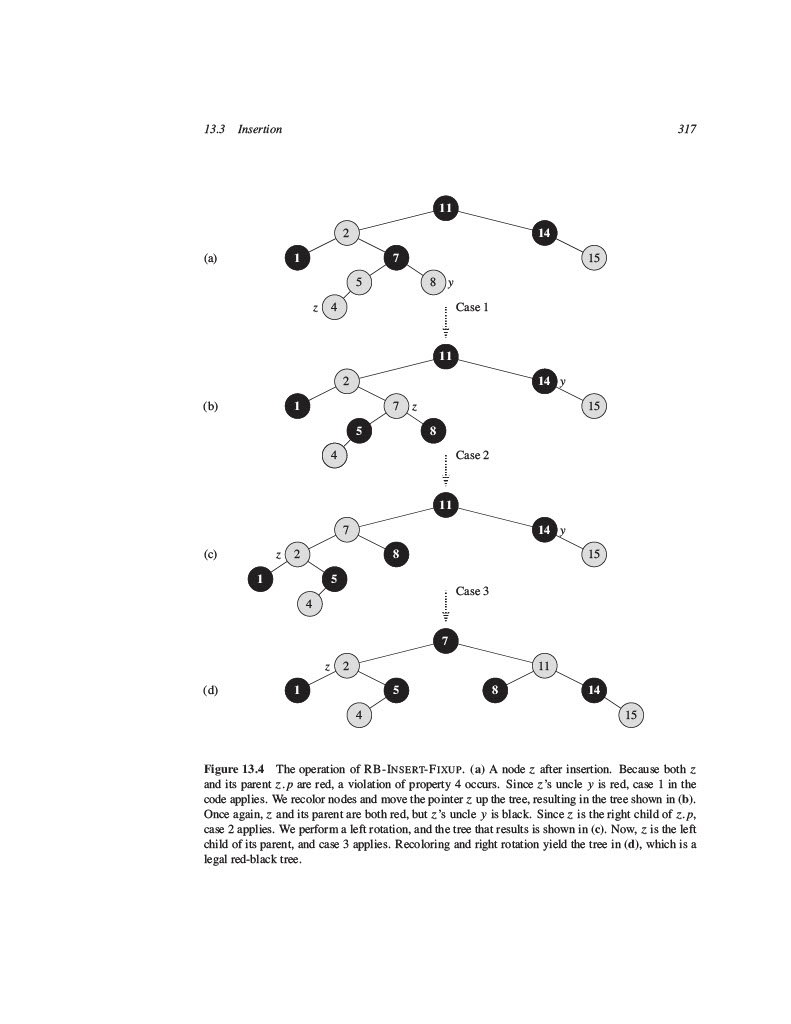 13.3 Insertion 317
11
2 14
(a) 1 7 15
5 8 y
z 4 Case 1
11
2 14 y
(b) 1 7 z 15
5 8
4 Case 2
11
7 14 y
(c) z 2 8 15
1 5
4 Case 3
7
z 2 11
(d) 1 5 8 14
4 15
Figure 13.4 The operation of RB-INSERT-FIXUP. (a) A node z after insertion. Because both z
and its parent z.p are red, a violation of property 4 occurs. Since z’s uncle y is red, case 1 in the
code applies. We recolor nodes and move the pointer z up the tree, resulting in the tree shown in (b).
Once again, z and its parent are both red, but z’s uncle y is black. Since z is the right child of z.p,
case 2 applies. We perform a left rotation, and the tree that results is shown in (c). Now, z is the left
child of its parent, and case 3 applies. Recoloring and right rotation yield the tree in (d), which is a
legal red-black tree.